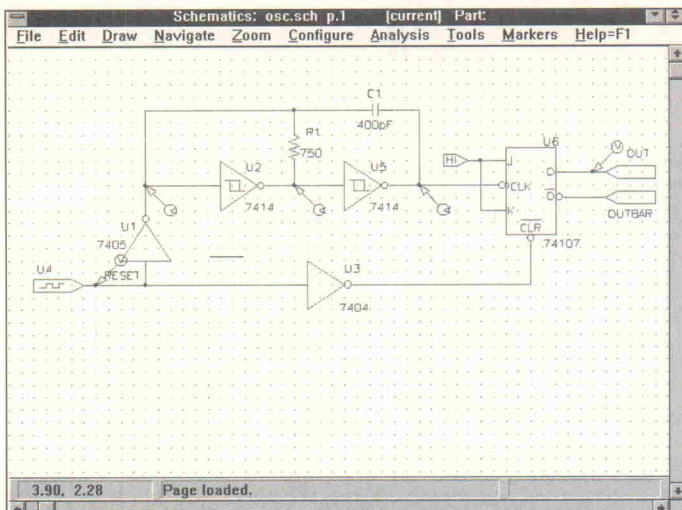 Schematics: osc.sch p.1 [current] Part:
File Edit Draw Navigate Zoom Configure Analysis Tools Markers Help=F1
C1
400pF
R1
750
U2
7414
U5
7414
HI
U6
J
CLK
K
Q
Q
CLR
74107
OUT
OUTBAR
U1
7405
V
RESET
U4
U3
7404
V
3.90, 2.28 Page loaded.